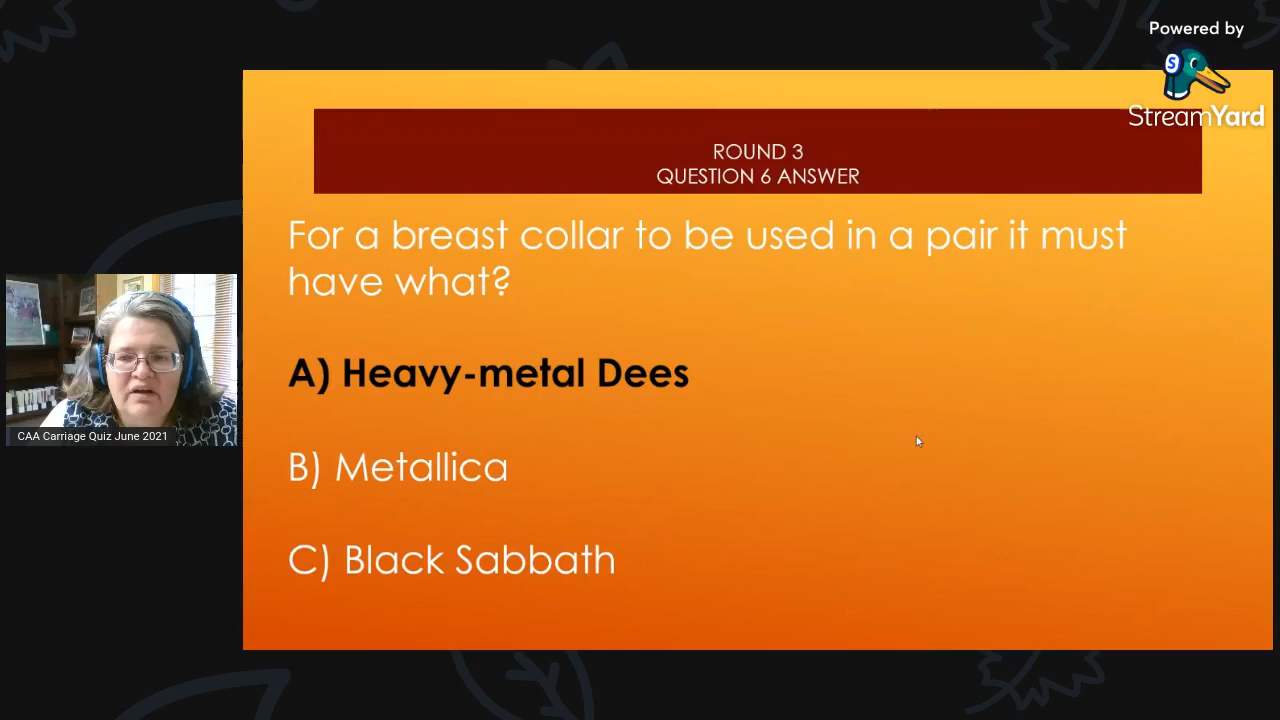 Powered by
StreamYard
ROUND 3
QUESTION 6 ANSWER
For a breast collar to be used in a pair it must
have what?
A) Heavy-metal Dees
B) Metallica
C) Black Sabbath
CAA Carriage Quiz June 2021